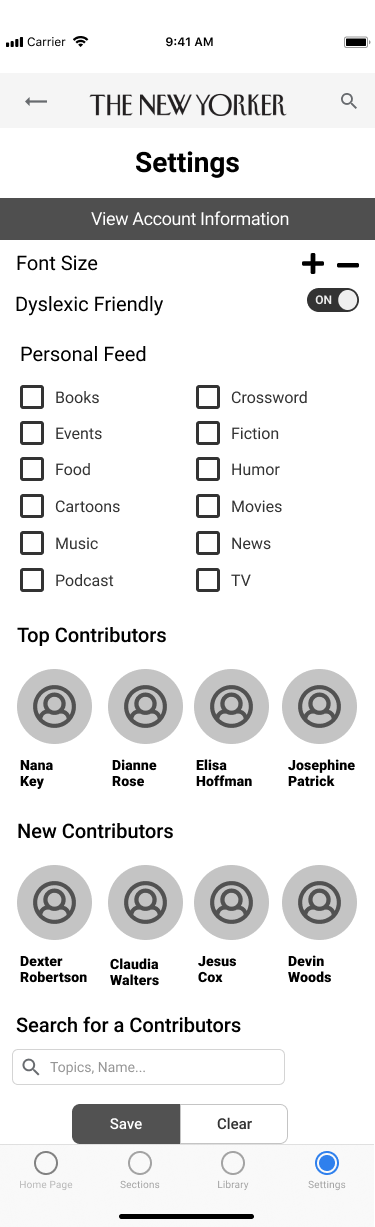 Carrier 9:41 AM
THE NEW YORKER
Settings
View Account Information
Font Size
Dyslexic Friendly ON
Personal Feed
Books Crossword
Events Fiction
Food Humor
Cartoons Movies
Music News
Podcast TV
Top Contributors
Nana Dianne Elisa Josephine
Key Rose Hoffman Patrick
New Contributors
Dexter Claudia Jesus Devin
Robertson Walters Cox Woods
Search for a Contributors
Topics, Name...
Save Clear
Home Page Sections Library Settings